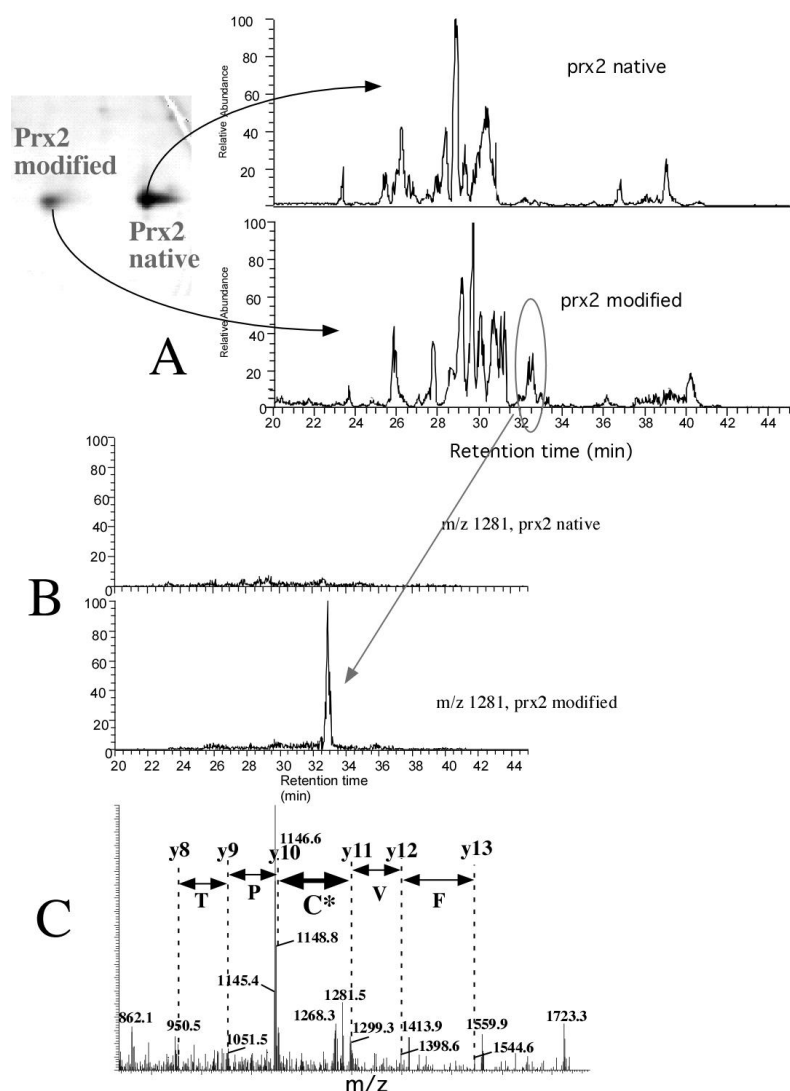 Prx2
modified
Prx2
native
A
Relative Abundance
100
80
60
40
20
prx2 native
Relative Abundance
100
80
60
40
20
0
prx2 modified
20 22 24 26 28 30 32 34 36 38 40 42 44
Retention time (min)
B
100
80
60
40
20
0
m/z 1281, prx2 native
100
80
60
40
20
0
m/z 1281, prx2 modified
20 22 24 26 28 30 32 34 36 38 40 42 44
Retention time
(min)
C
1146.6
y8 y9 y10 y11 y12 y13
T P C* V F
1148.8
1145.4
1281.5
1268.3
862.1 950.5 1051.5 1299.3 1413.9 1398.6 1559.9 1544.6 1723.3
m/z